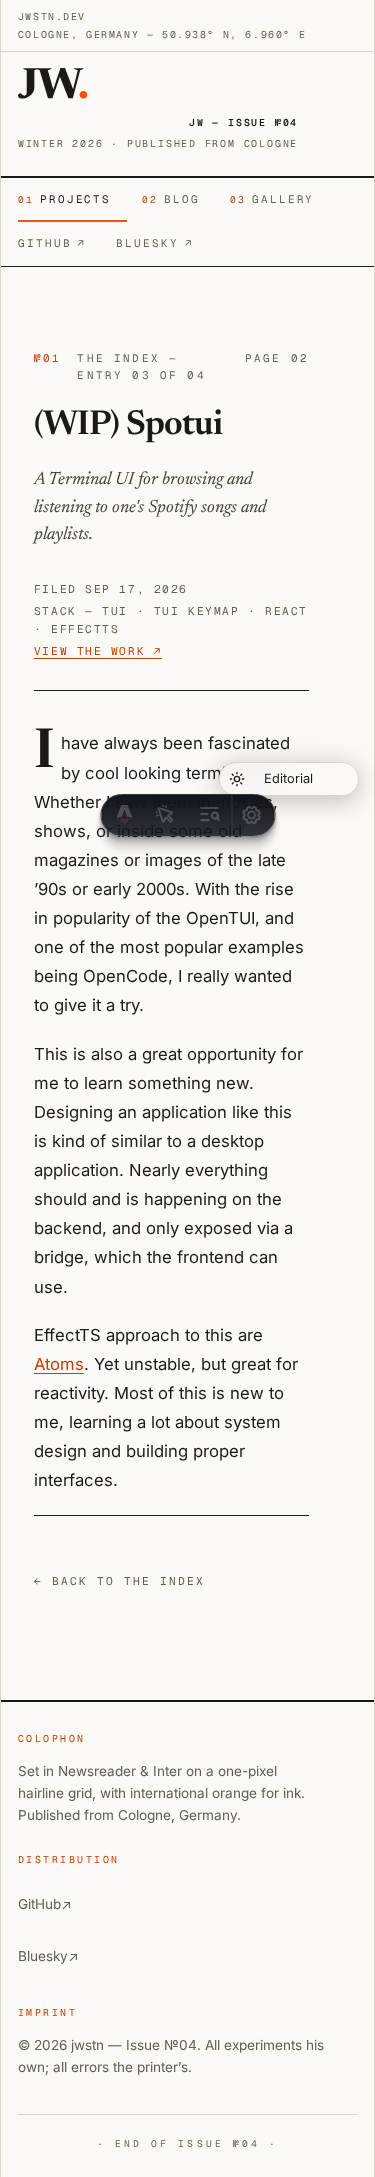 JWSTN.DEV
COLOGNE, GERMANY — 50.938° N, 6.960° E
JW.
JW — ISSUE №04
WINTER 2026 · PUBLISHED FROM COLOGNE
01 PROJECTS 02 BLOG 03 GALLERY
GITHUB ↗ BLUESKY ↗
№01 THE INDEX — PAGE 02
ENTRY 03 OF 04
(WIP) Spotui
A Terminal UI for browsing and
listening to one's Spotify songs and
playlists.
FILED SEP 17, 2026
STACK — TUI · TUI KEYMAP · REACT
· EFFECTTS
VIEW THE WORK ↗
I have always been fascinated
by cool looking
Editorial
Whether
shows, or inside some old
magazines or images of the late
’90s or early 2000s. With the rise
in popularity of the OpenTUI, and
one of the most popular examples
being OpenCode, I really wanted
to give it a try.
This is also a great opportunity for
me to learn something new.
Designing an application like this
is kind of similar to a desktop
application. Nearly everything
should and is happening on the
backend, and only exposed via a
bridge, which the frontend can
use.
EffectTS approach to this are
Atoms. Yet unstable, but great for
reactivity. Most of this is new to
me, learning a lot about system
design and building proper
interfaces.
← BACK TO THE INDEX
COLOPHON
Set in Newsreader & Inter on a one-pixel
hairline grid, with international orange for ink.
Published from Cologne, Germany.
DISTRIBUTION
GitHub↗
Bluesky↗
IMPRINT
© 2026 jwstn — Issue №04. All experiments his
own; all errors the printer’s.
· END OF ISSUE №04 ·